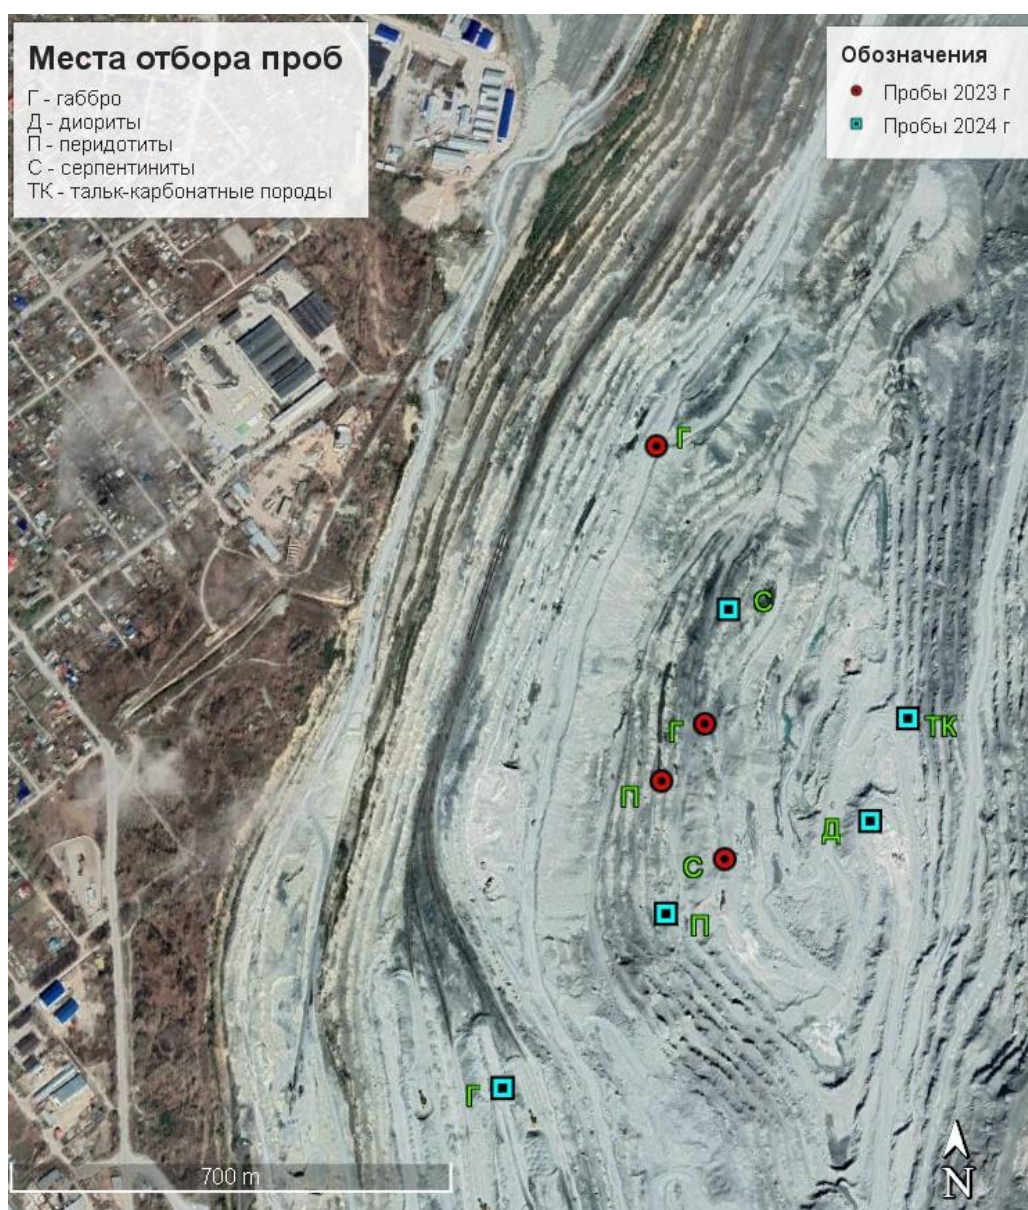 Места отбора проб
Г - габбро
Д - диориты
П - перидотиты
С - серпентиниты
ТК - тальк-карбонатные породы
Обозначения
Пробы 2023 г
Пробы 2024 г
Г
С
Г
ТК
П
Д
С
П
Г
700 m
N